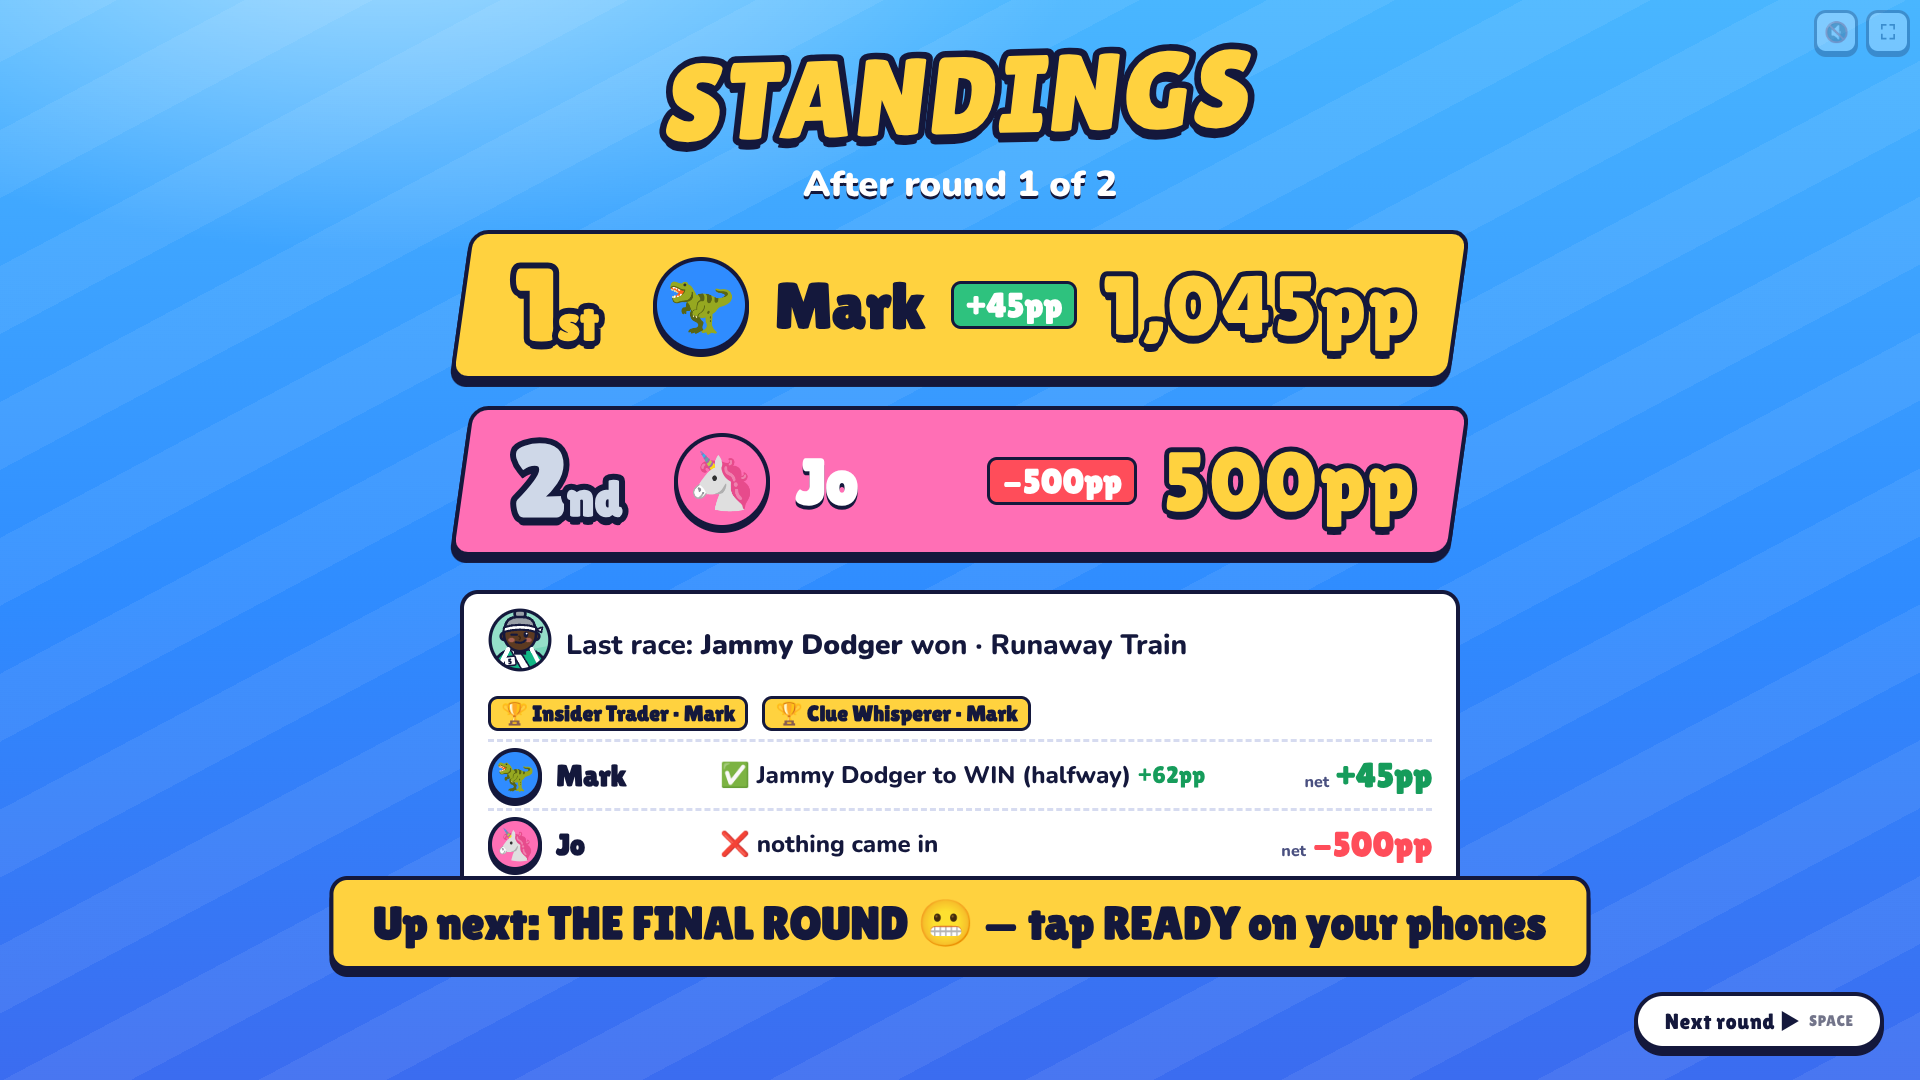 STANDINGS
After round 1 of 2
1st Mark +45pp 1,045pp
2nd Jo -500pp 500pp
Last race: Jammy Dodger won · Runaway Train
🏆 Insider Trader · Mark 🏆 Clue Whisperer · Mark
Mark ✅ Jammy Dodger to WIN (halfway) +62pp net +45pp
Jo ❌ nothing came in net -500pp
Up next: THE FINAL ROUND 😬 — tap READY on your phones
Next round ▶ SPACE